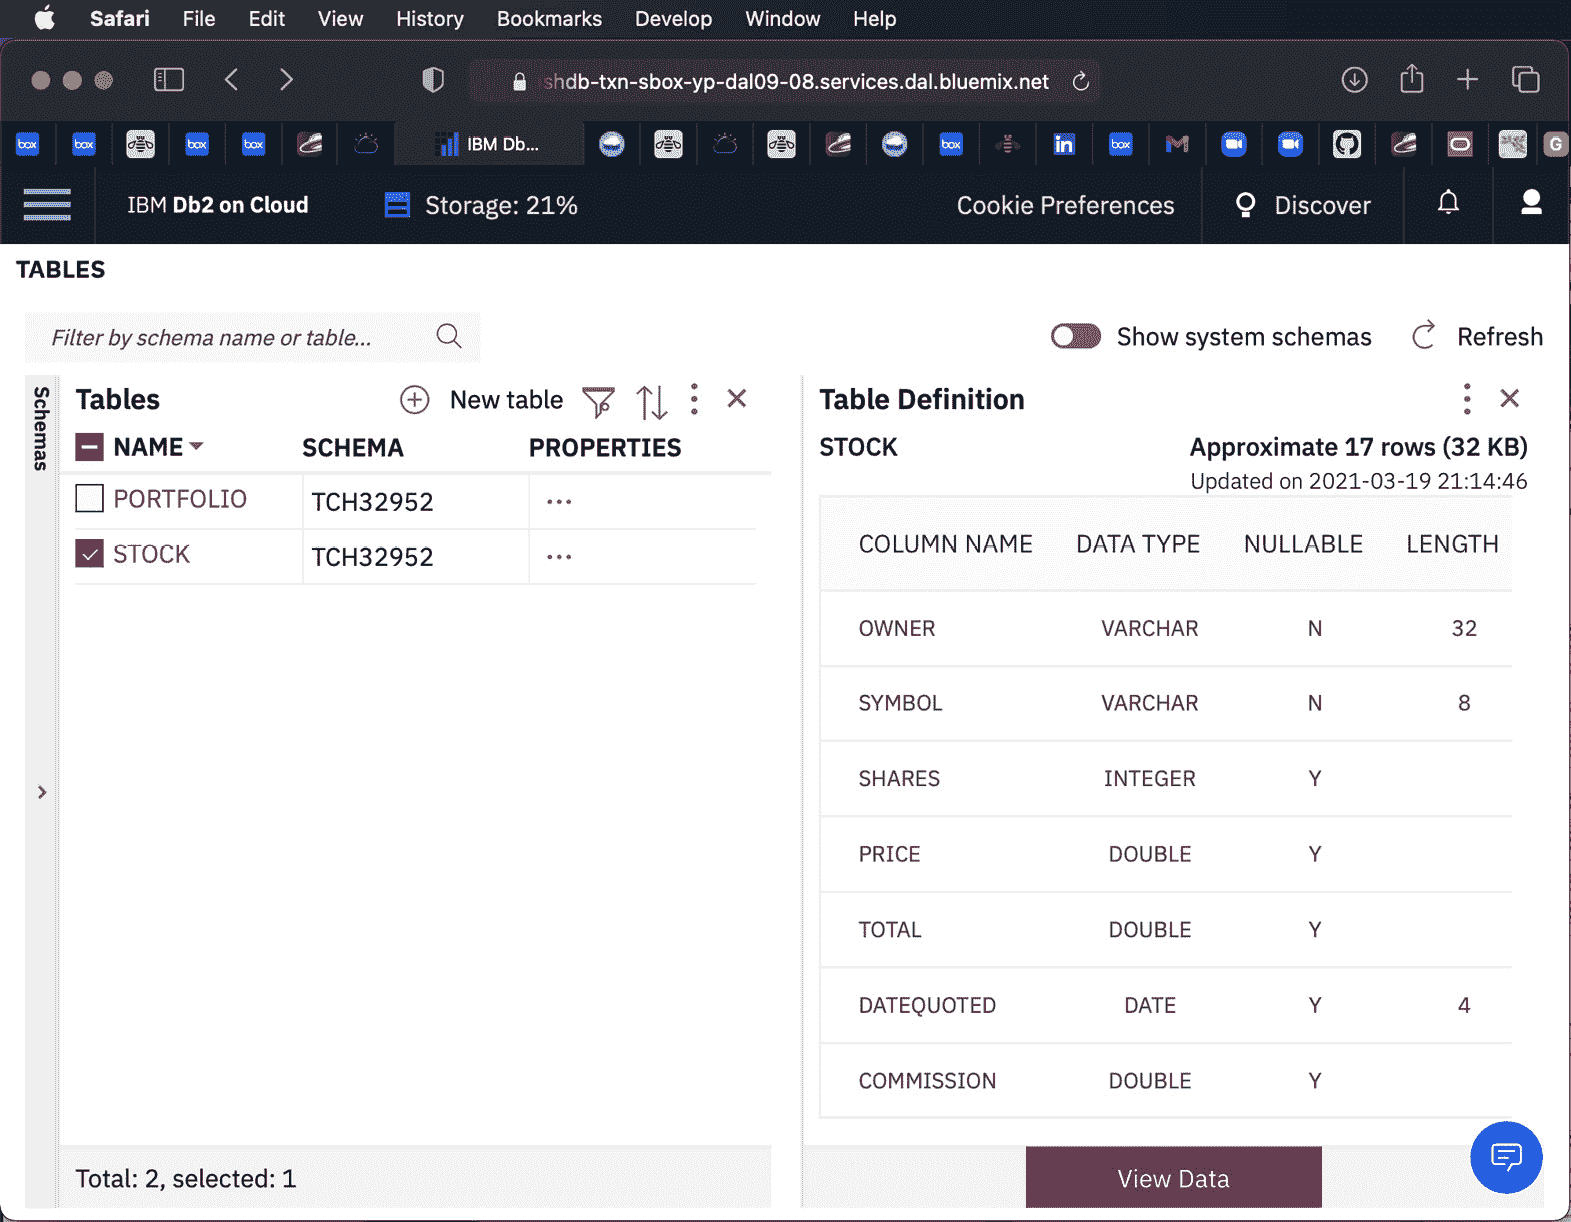 Safari File Edit View History Bookmarks Develop Window Help
shdb-txn-sbox-yp-dal09-08.services.dal.bluemix.net
box box box box IBM Db... box in box G
IBM Db2 on Cloud Storage: 21% Cookie Preferences Discover
TABLES
Filter by schema name or table... Show system schemas Refresh
Schemas
Tables New table
NAME SCHEMA PROPERTIES
PORTFOLIO TCH32952 ...
STOCK TCH32952 ...
Total: 2, selected: 1
Table Definition
STOCK Approximate 17 rows (32 KB)
Updated on 2021-03-19 21:14:46
COLUMN NAME DATA TYPE NULLABLE LENGTH
OWNER VARCHAR N 32
SYMBOL VARCHAR N 8
SHARES INTEGER Y
PRICE DOUBLE Y
TOTAL DOUBLE Y
DATEQUOTED DATE Y 4
COMMISSION DOUBLE Y
View Data